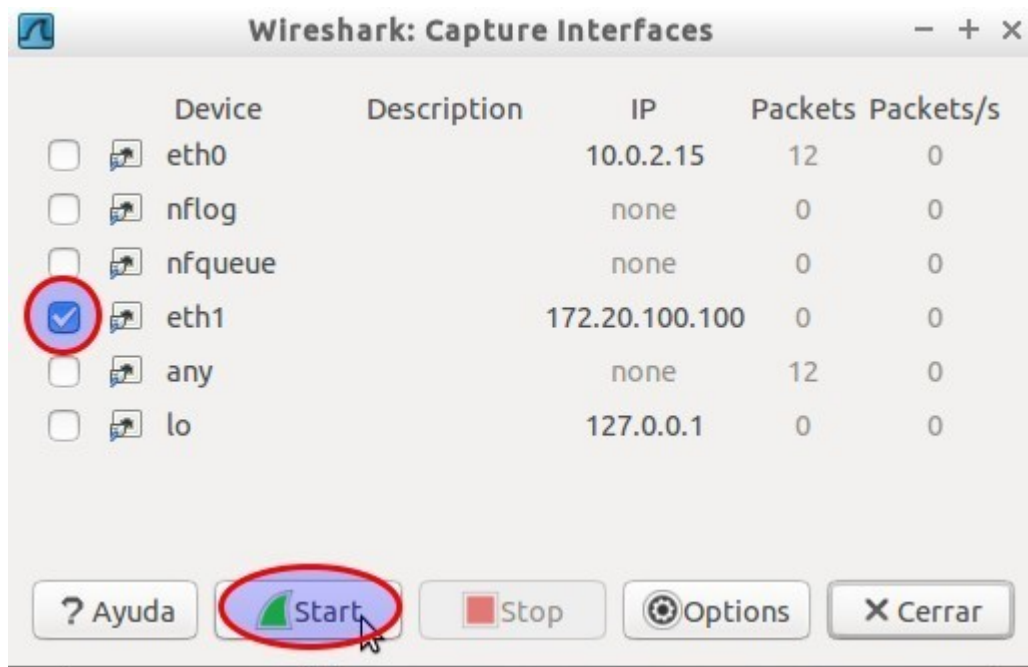 Wireshark: Capture Interfaces
Device Description IP Packets Packets/s
eth0 10.0.2.15 12 0
nflog none 0 0
nfqueue none 0 0
eth1 172.20.100.100 0 0
any none 12 0
lo 127.0.0.1 0 0
? Ayuda Start Stop Options Cerrar